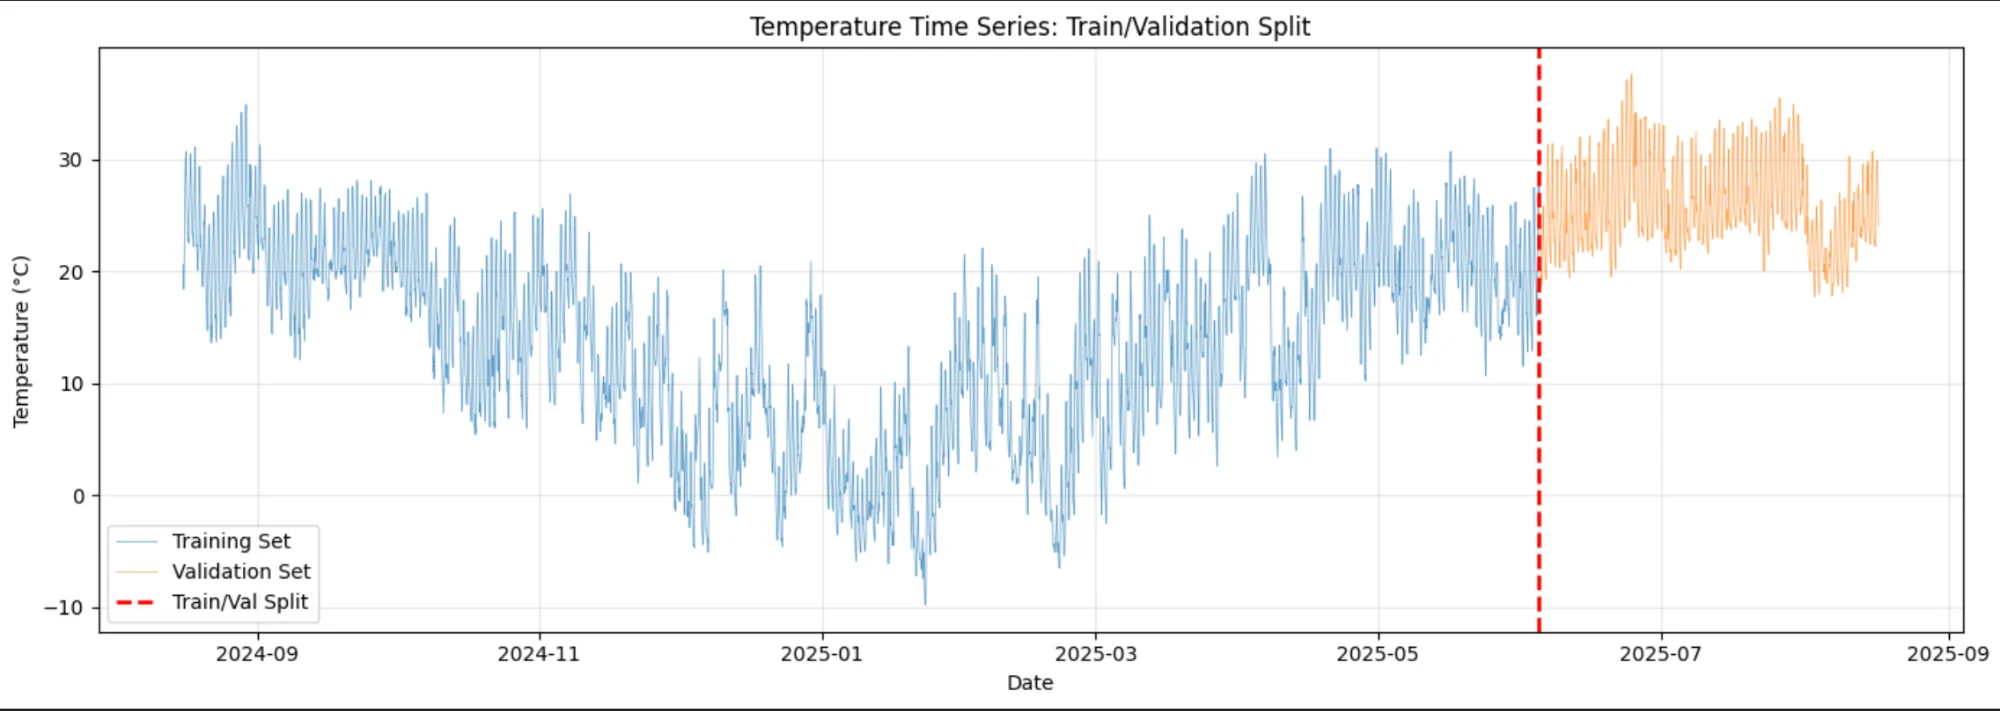 Temperature Time Series: Train/Validation Split
Temperature (°C)
30
20
10
0
−10
Training Set
Validation Set
Train/Val Split
2024-09 2024-11 2025-01 2025-03 2025-05 2025-07 2025-09
Date